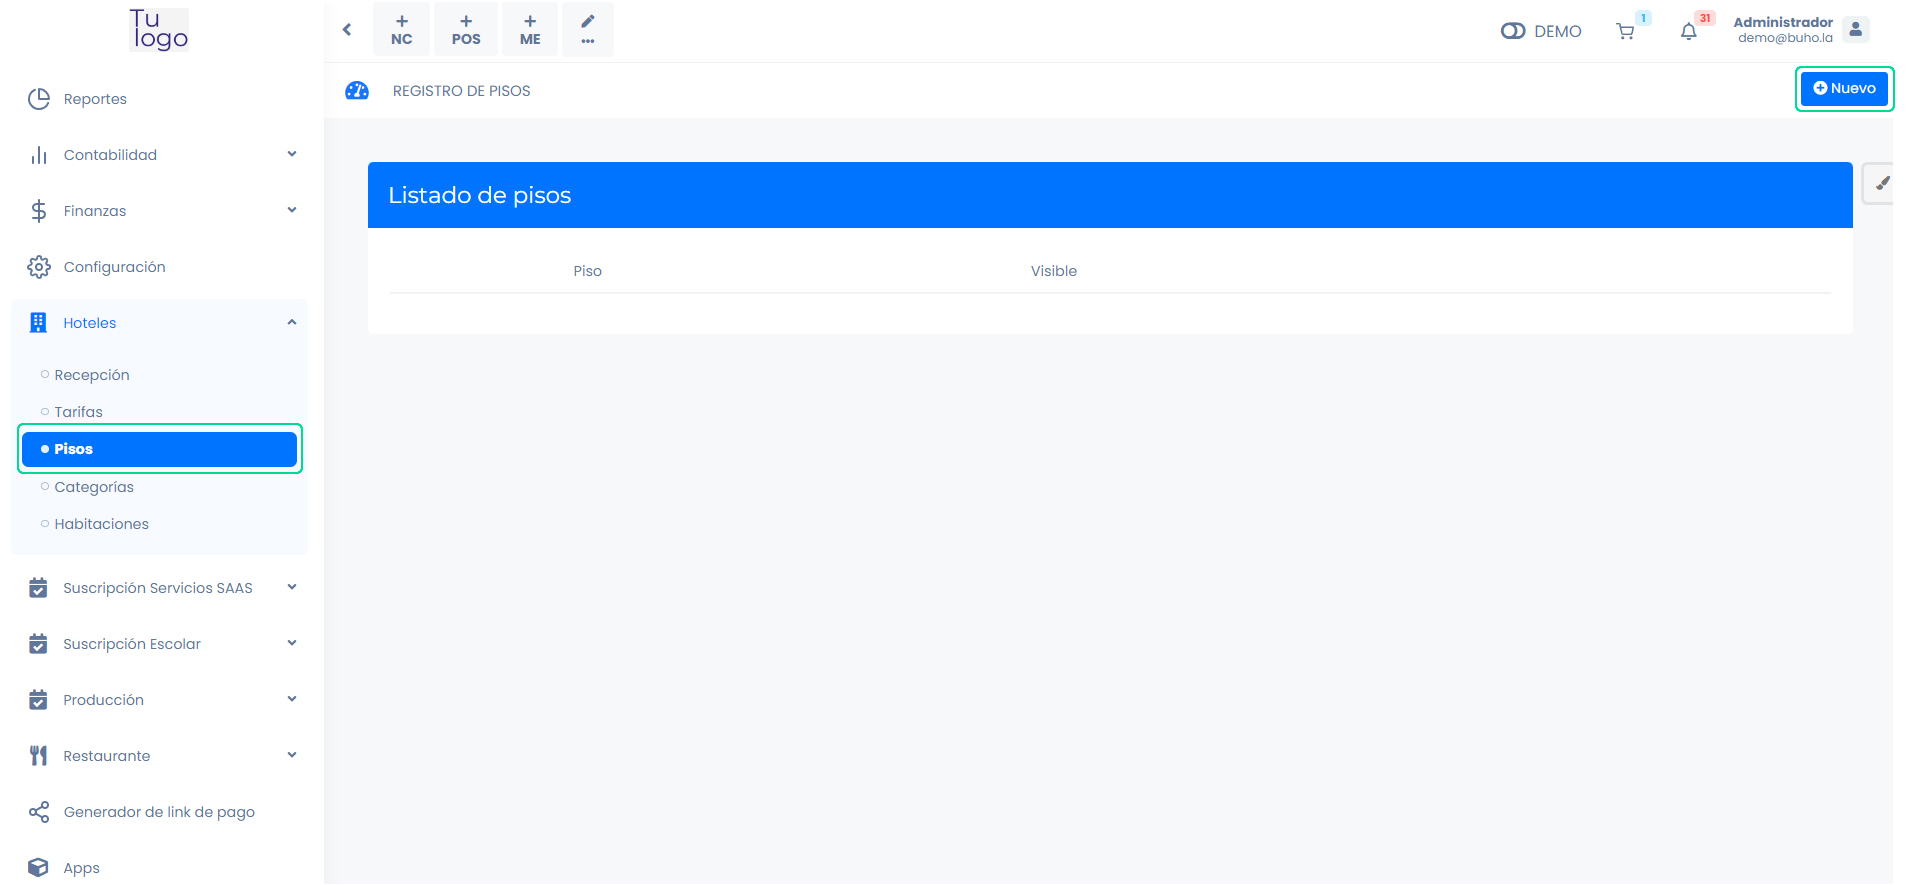 Tu
logo
NC
POS
ME
...
DEMO
1
31
Administrador
demo@buho.la
REGISTRO DE PISOS
Nuevo
Reportes
Contabilidad
Finanzas
Configuración
Hoteles
Recepción
Tarifas
Pisos
Categorías
Habitaciones
Suscripción Servicios SAAS
Suscripción Escolar
Producción
Restaurante
Generador de link de pago
Apps
Listado de pisos
Piso Visible